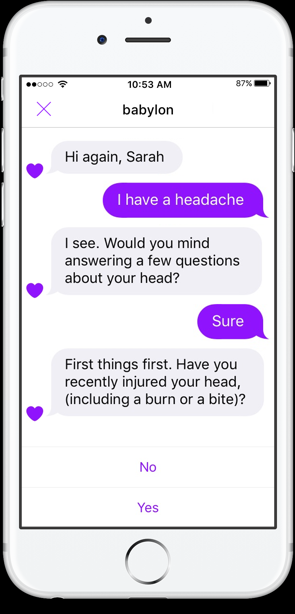 10:53 AM 87%
babylon
Hi again, Sarah
I have a headache
I see. Would you mind
answering a few questions
about your head?
Sure
First things first. Have you
recently injured your head,
(including a burn or a bite)?
No
Yes